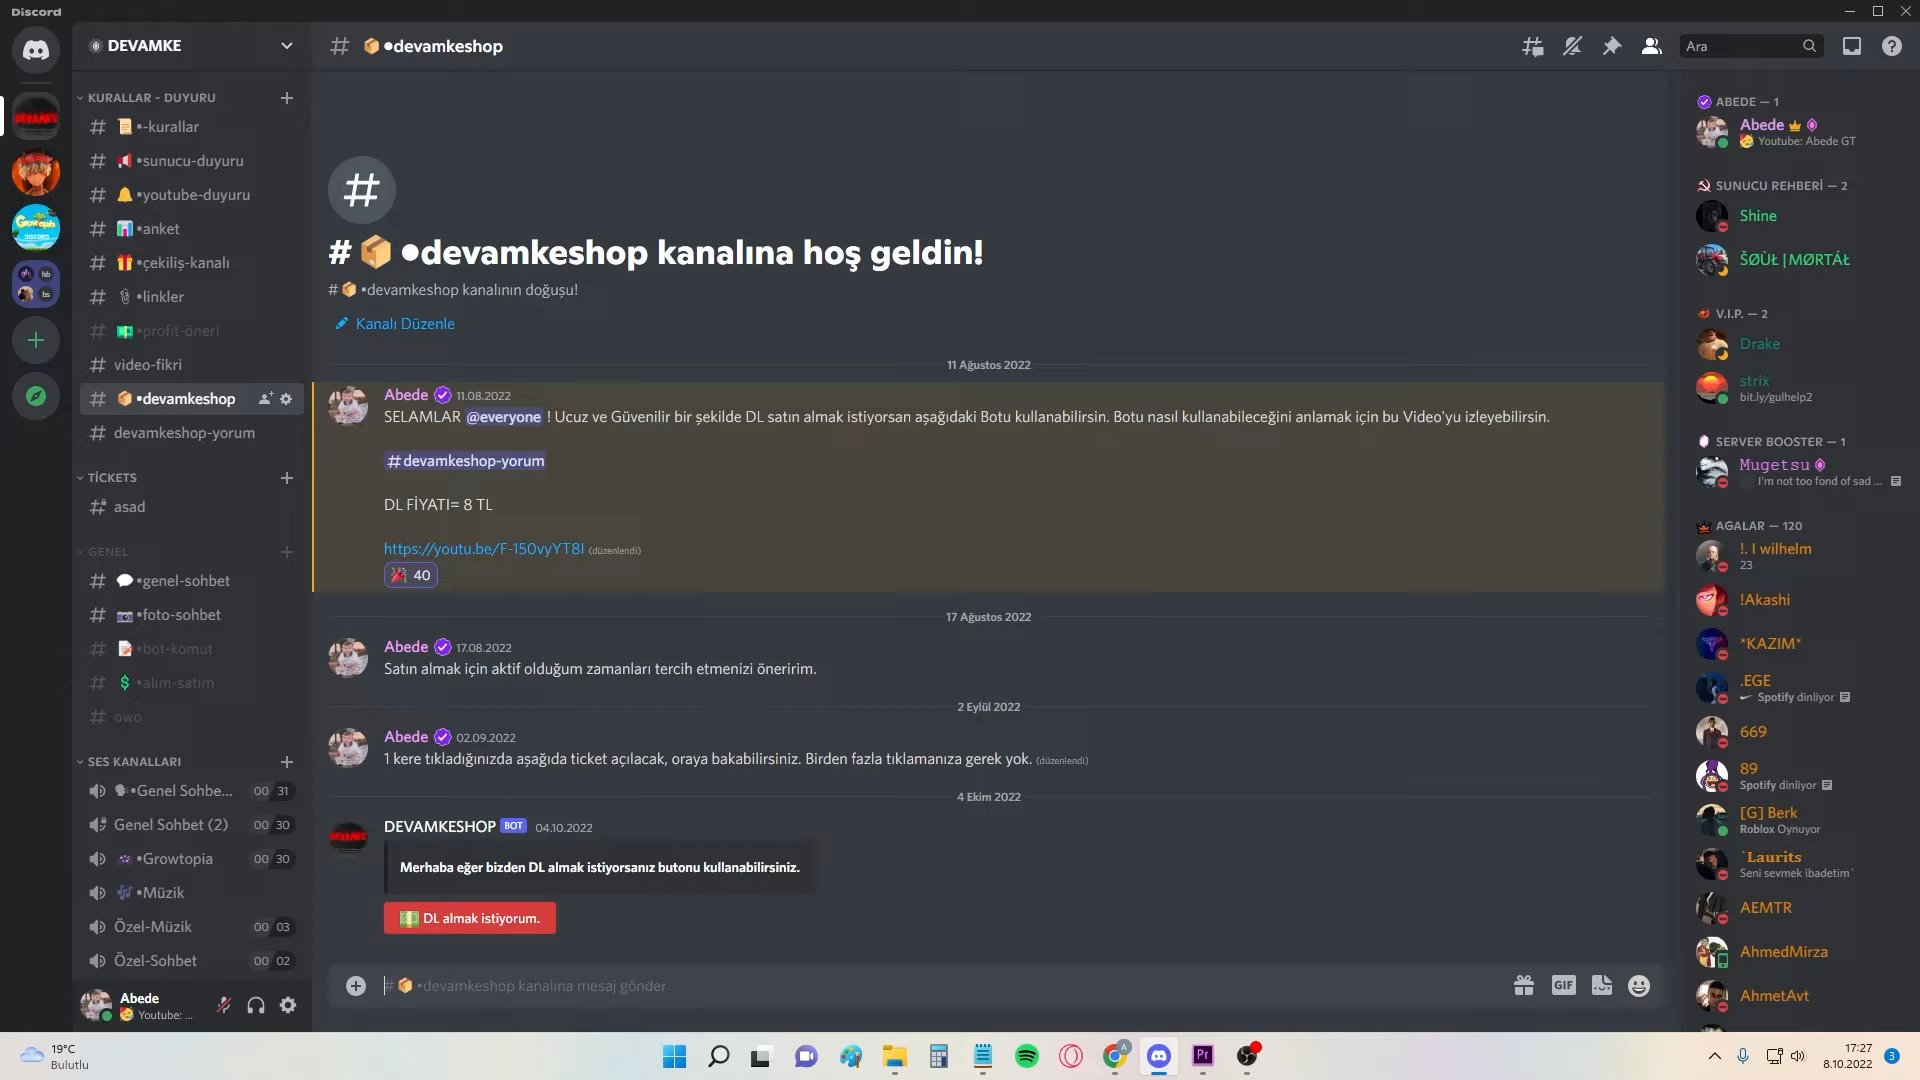 Discord
DEVAMKE
•devamkeshop
Ara
KURALLAR - DUYURU
•-kurallar
•sunucu-duyuru
•youtube-duyuru
•anket
•çekiliş-kanalı
•linkler
•profit-öneri
video-fikri
•devamkeshop
devamkeshop-yorum
TİCKETS
asad
GENEL
•genel-sohbet
•foto-sohbet
•bot-komut
•alım-satım
owo
SES KANALLARI
•Genel Sohbe... 00 31
Genel Sohbet (2) 00 30
•Growtopia 00 30
•Müzik
Özel-Müzik 00 03
Özel-Sohbet 00 02
Abede
Youtube: ...
# •devamkeshop kanalına hoş geldin!
# •devamkeshop kanalının doğuşu!
Kanalı Düzenle
11 Ağustos 2022
Abede 11.08.2022
SELAMLAR @everyone ! Ucuz ve Güvenilir bir şekilde DL satın almak istiyorsan aşağıdaki Botu kullanabilirsin. Botu nasıl kullanabileceğini anlamak için bu Video'yu izleyebilirsin.
#devamkeshop-yorum
DL FİYATI= 8 TL
https://youtu.be/F-150vyYT8I (düzenlendi)
40
17 Ağustos 2022
Abede 17.08.2022
Satın almak için aktif olduğum zamanları tercih etmenizi öneririm.
2 Eylül 2022
Abede 02.09.2022
1 kere tıkladığınızda aşağıda ticket açılacak, oraya bakabilirsiniz. Birden fazla tıklamanıza gerek yok. (düzenlendi)
4 Ekim 2022
DEVAMKESHOP BOT 04.10.2022
Merhaba eğer bizden DL almak istiyorsanız butonu kullanabilirsiniz.
DL almak istiyorum.
# •devamkeshop kanalına mesaj gönder
GIF
ABEDE — 1
Abede
Youtube: Abede GT
SUNUCU REHBERİ — 2
Shine
ŠØÙŁ | MØRTÁŁ
V.I.P. — 2
Drake
strix
bit.ly/gulhelp2
SERVER BOOSTER — 1
Mugetsu
I'm not too fond of sad ...
AGALAR — 120
!. I wilhelm
23
!Akashi
*KAZIM*
.EGE
Spotify dinliyor
669
89
Spotify dinliyor
[G] Berk
Roblox Oynuyor
`Laurits
Seni sevmek ibadetim`
AEMTR
AhmedMirza
AhmetAvt
19°C
Bulutlu
17:27
8.10.2022
3